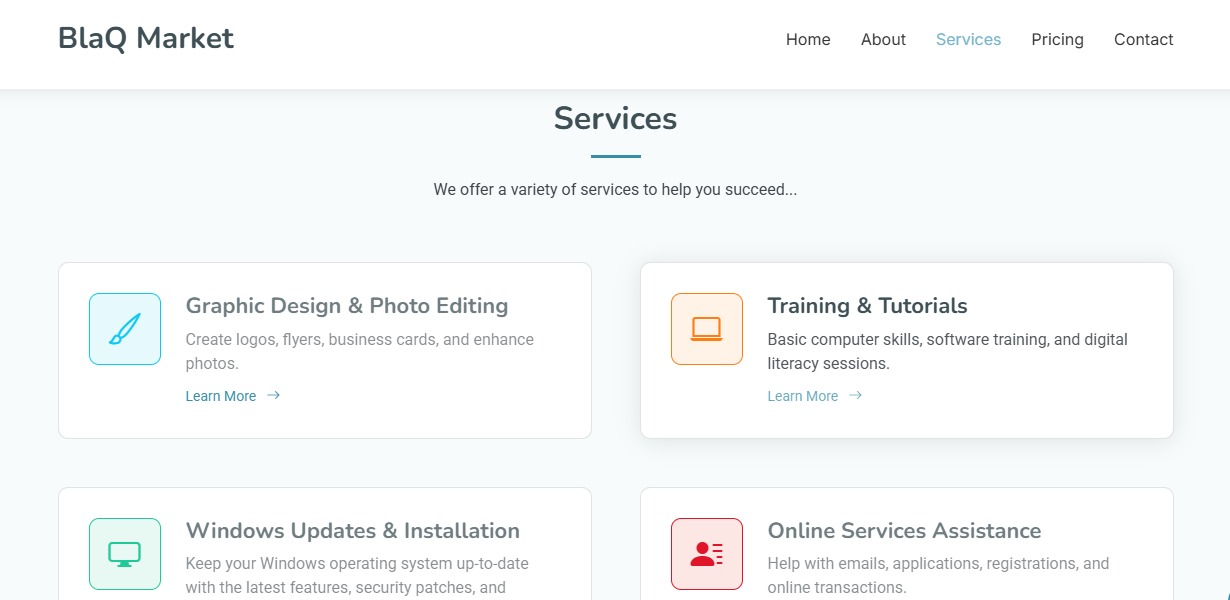 BlaQ Market
Home
About
Services
Pricing
Contact
Services
We offer a variety of services to help you succeed...
Graphic Design & Photo Editing
Create logos, flyers, business cards, and enhance
photos.
Learn More
Training & Tutorials
Basic computer skills, software training, and digital
literacy sessions.
Learn More
Windows Updates & Installation
Keep your Windows operating system up-to-date
with the latest features, security patches, and
Online Services Assistance
Help with emails, applications, registrations, and
online transactions.